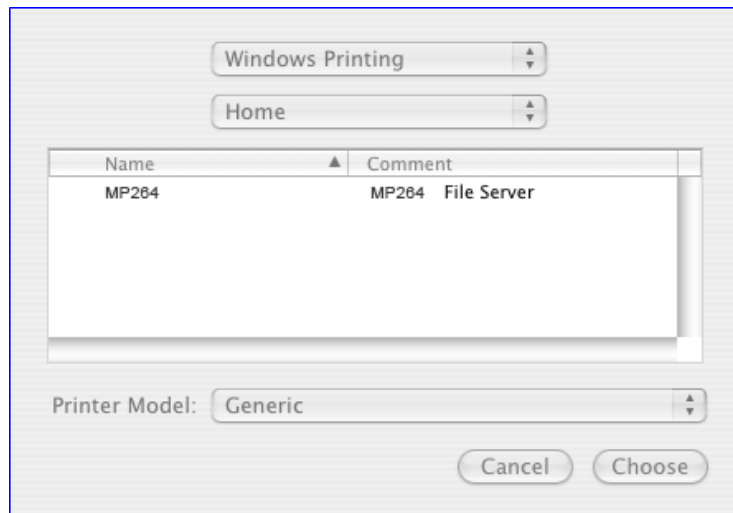 Windows Printing
Home
Name Comment
MP264 MP264 File Server
Printer Model: Generic
Cancel Choose